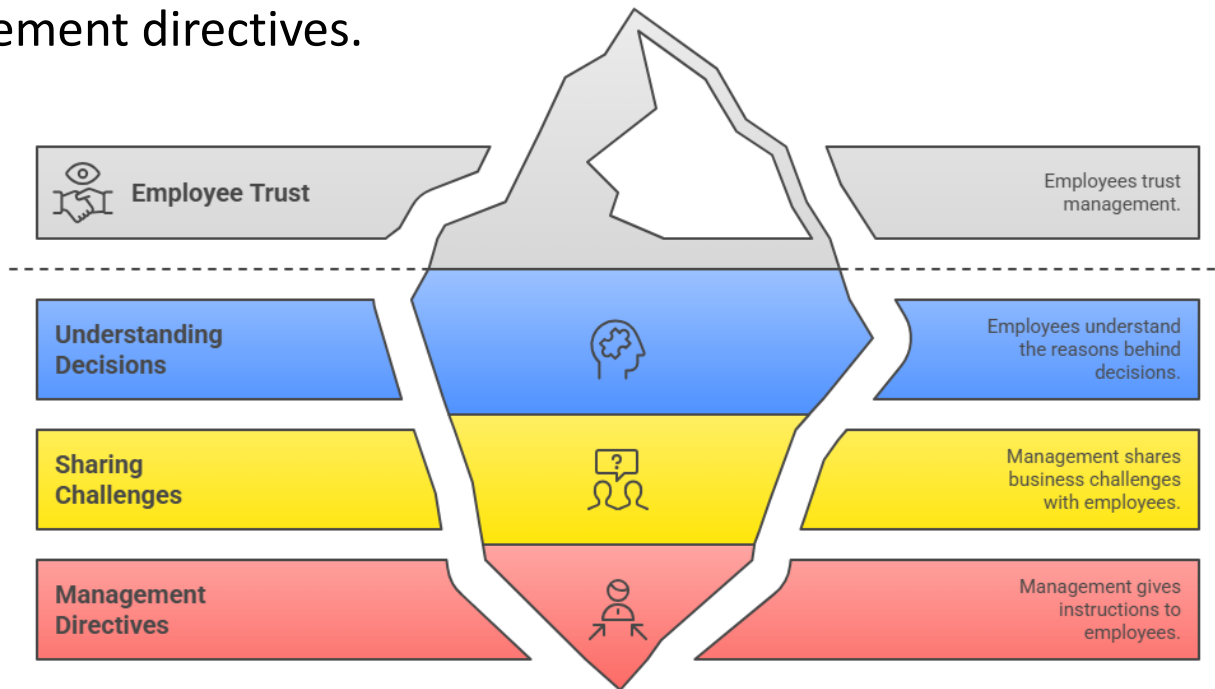 ement directives.
Employee Trust
Employees trust
management.
Understanding
Decisions
Employees understand
the reasons behind
decisions.
Sharing
Challenges
?
Management shares
business challenges
with employees.
Management
Directives
Management gives
instructions to
employees.